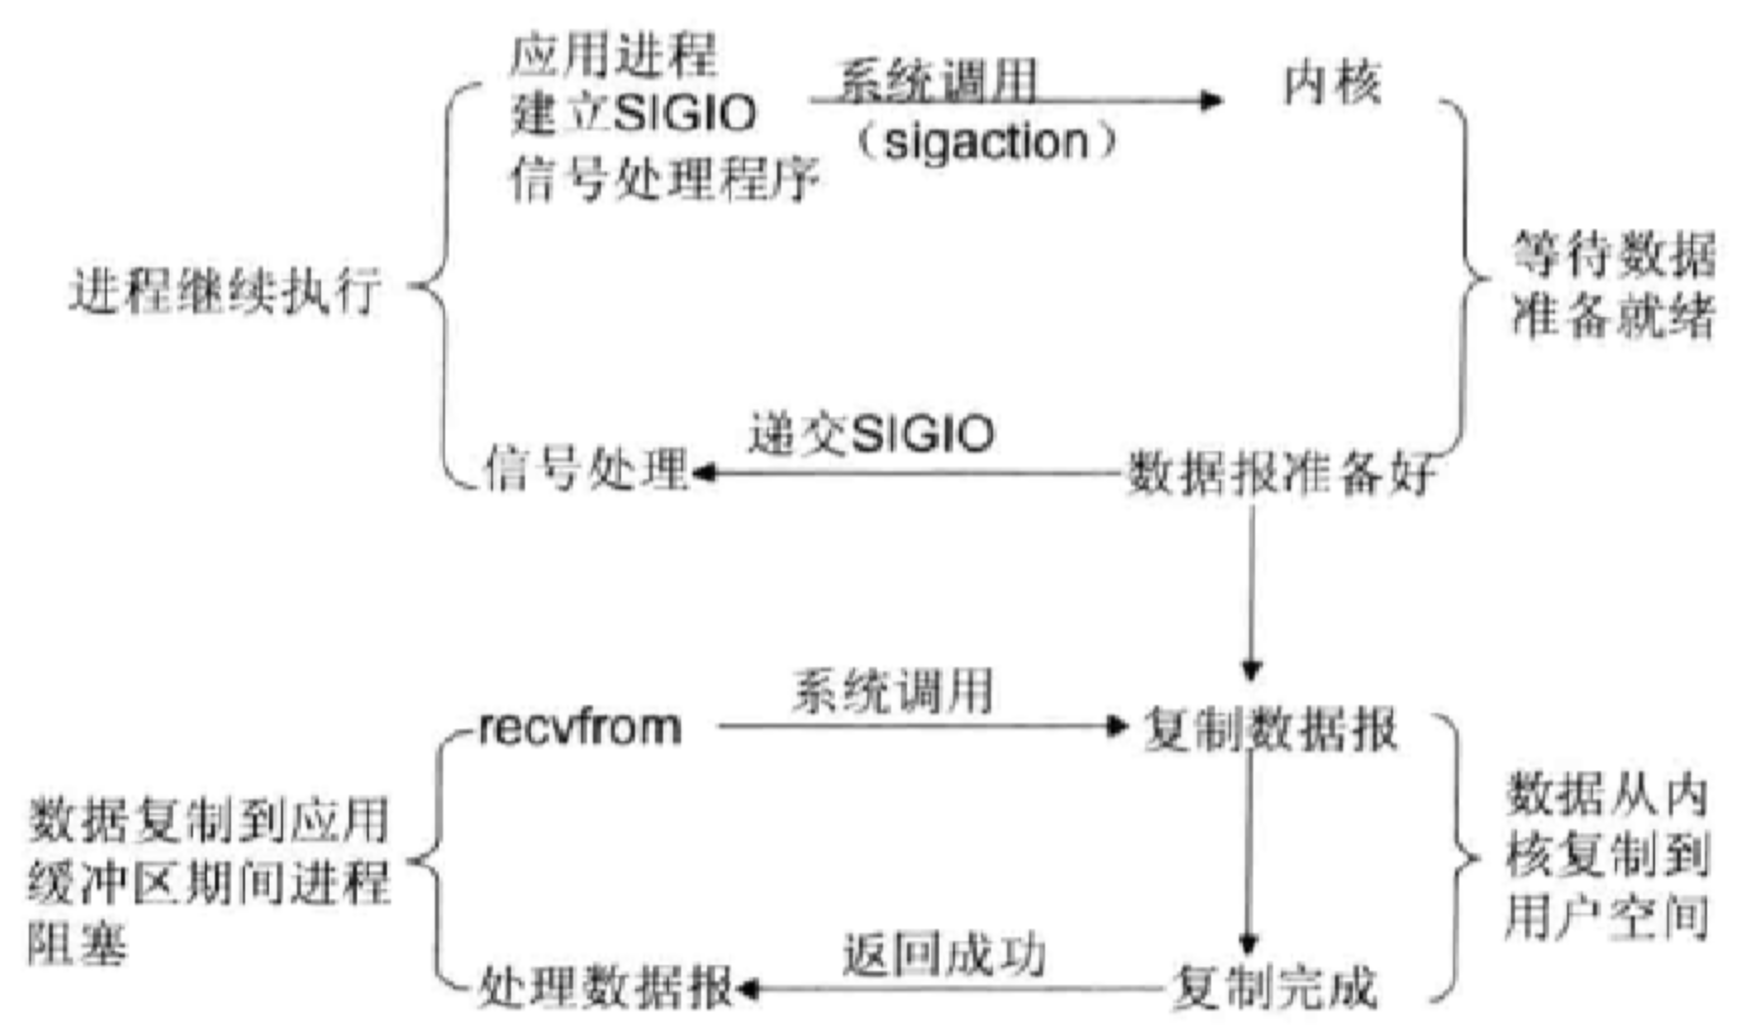 应用进程
建立SIGIO
信号处理程序
系统调用
（sigaction）
内核
进程继续执行
等待数据
准备就绪
递交SIGIO
信号处理
数据报准备好
recvfrom
系统调用
复制数据报
数据复制到应用
缓冲区期间进程
阻塞
数据从内
核复制到
用户空间
返回成功
处理数据报
复制完成